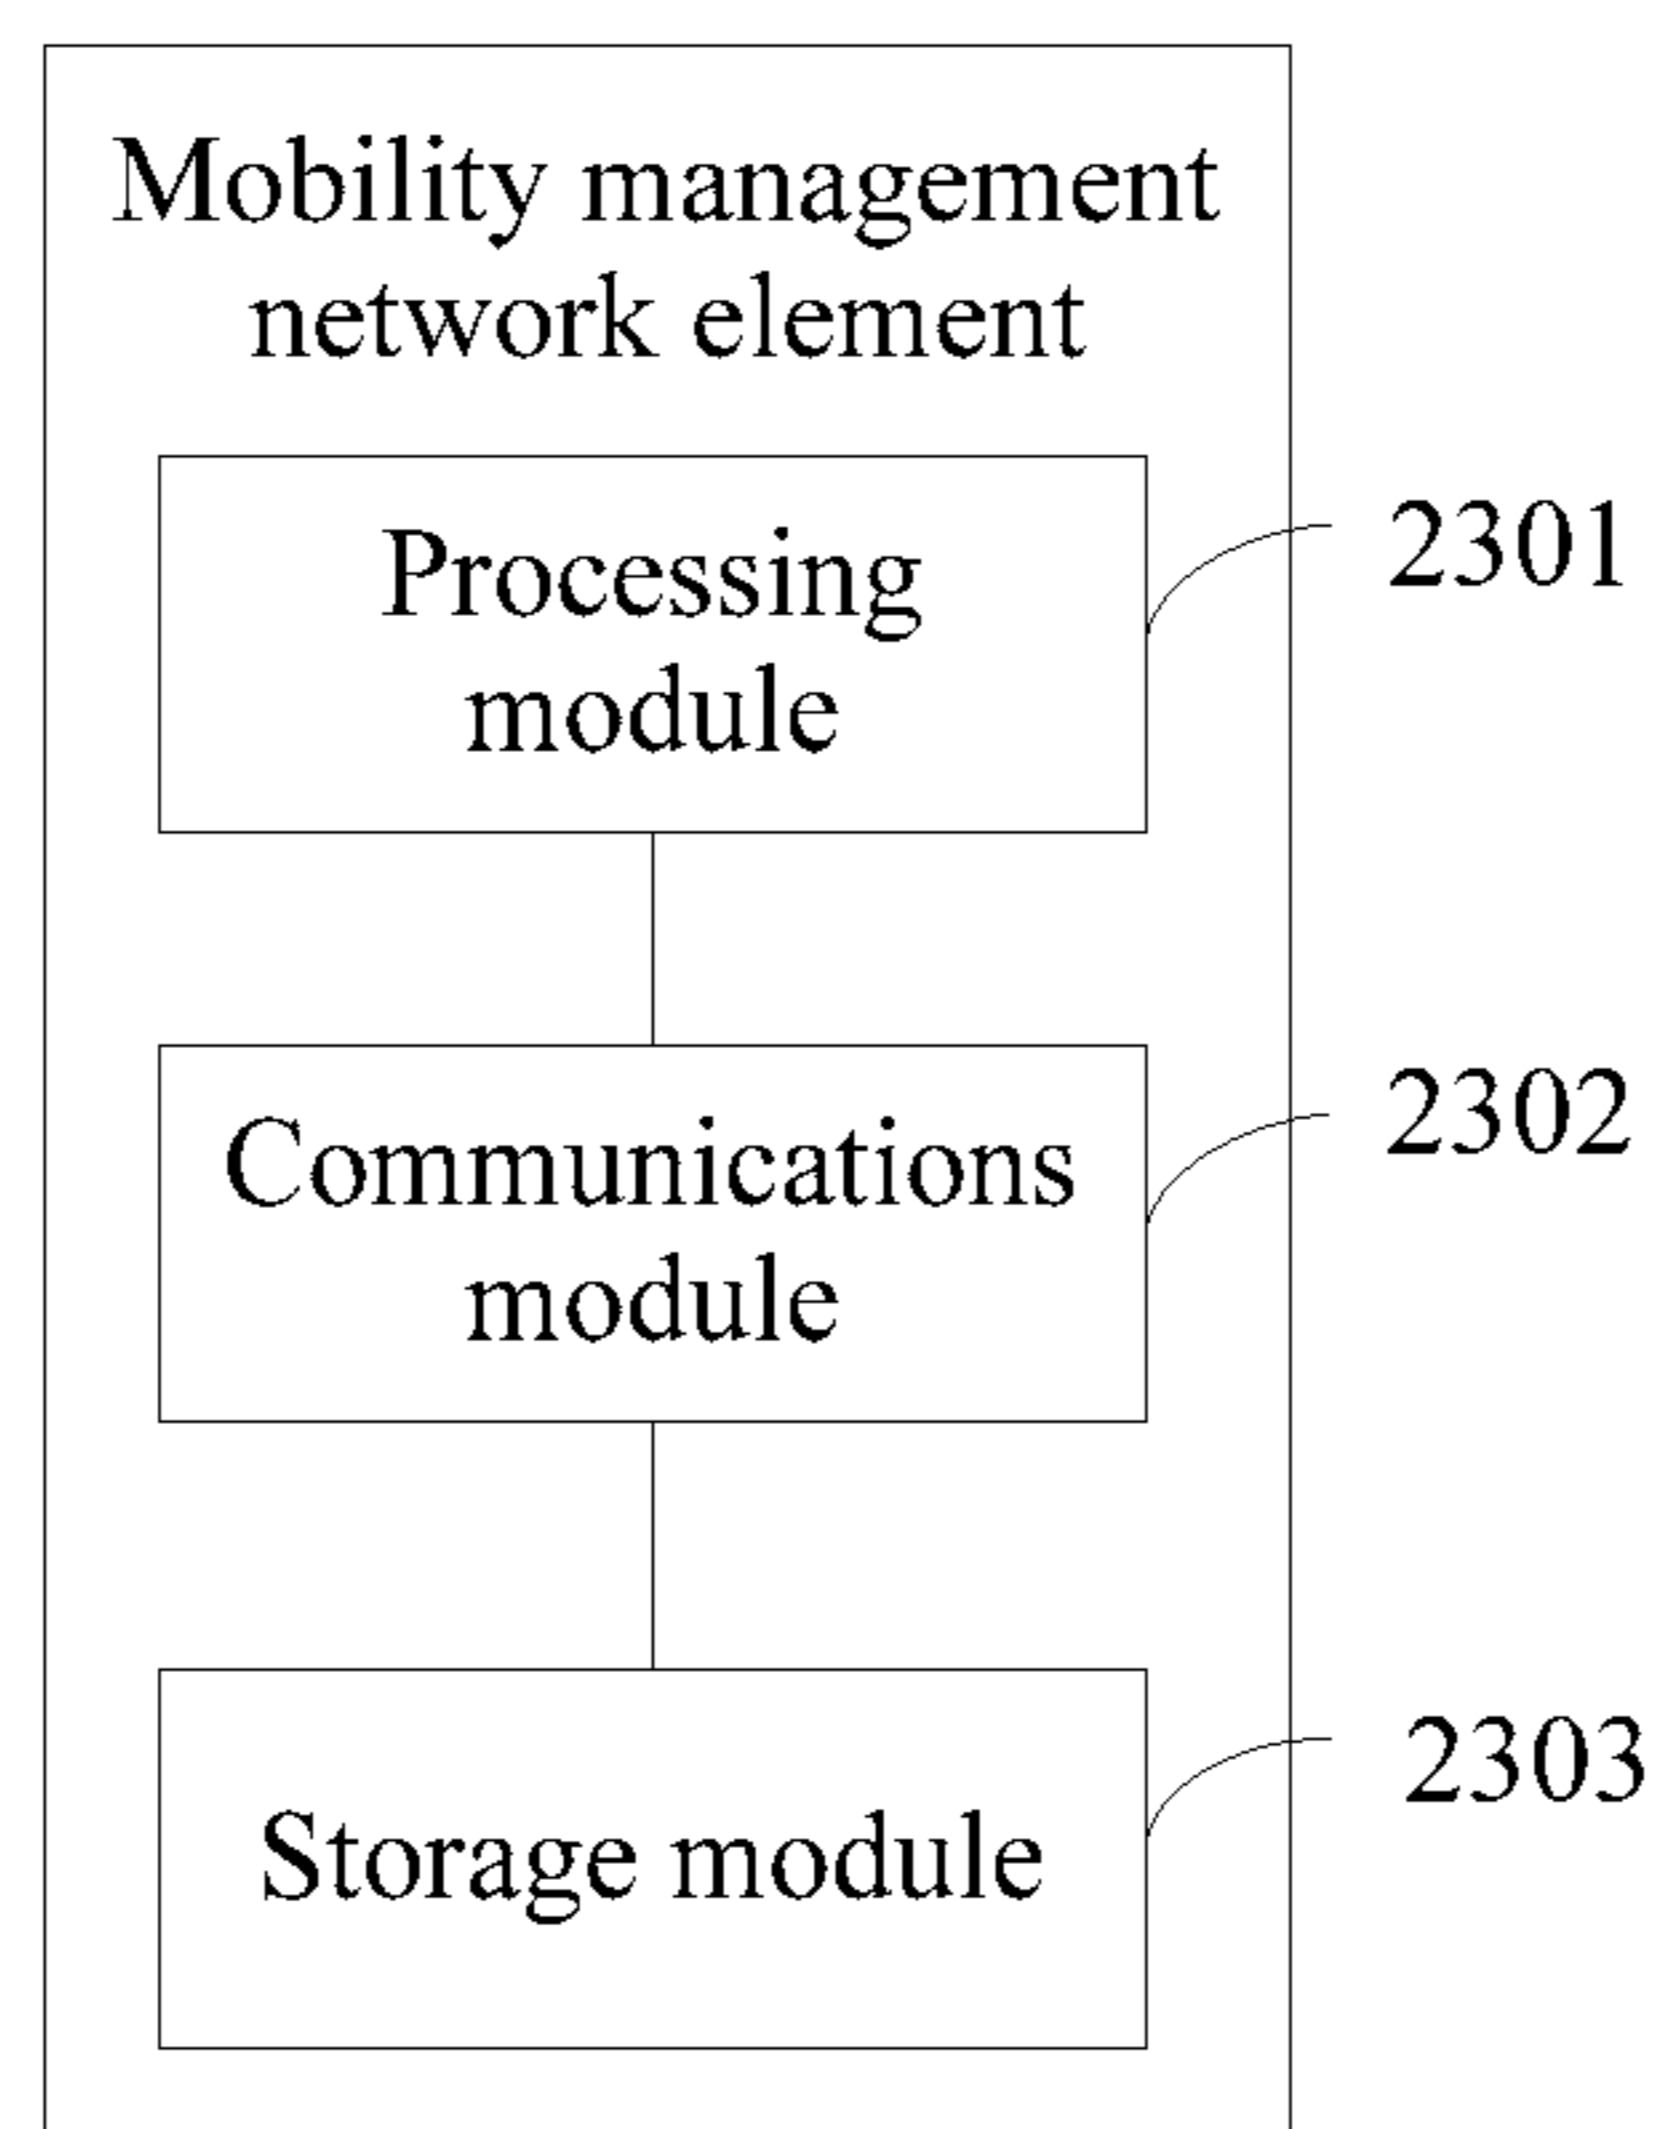 Mobility management
network element
Processing
module
2301
Communications
module
2302
Storage module
2303